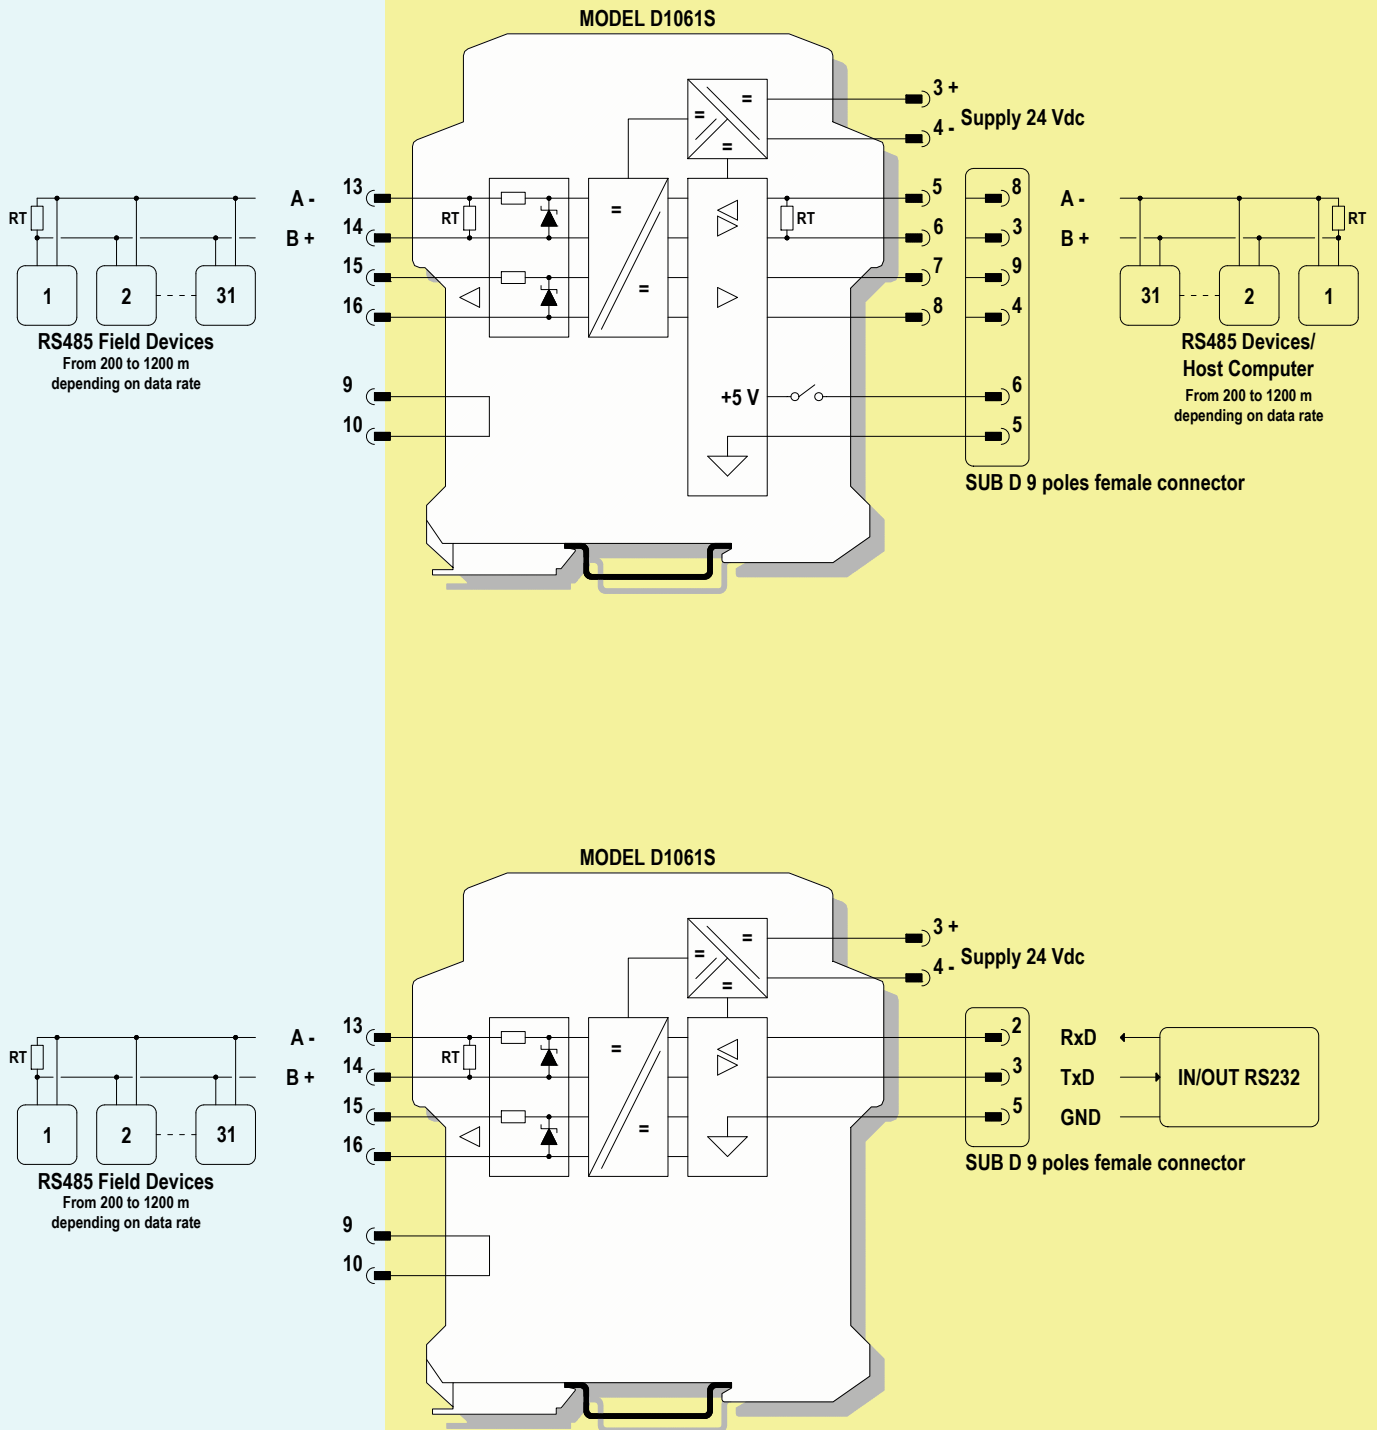 MODEL D1061S
3 +
Supply 24 Vdc
4 -
=
=
=
A -
13
RT
RT
=
RT
5
8
A -
RT
B +
14
6
3
B +
15
7
9
16
=
8
4
1
2
31
31
2
1
RS485 Field Devices
From 200 to 1200 m
depending on data rate
RS485 Devices/
Host Computer
From 200 to 1200 m
depending on data rate
9
+5 V
6
10
5
SUB D 9 poles female connector
MODEL D1061S
3 +
Supply 24 Vdc
4 -
=
=
=
A -
13
RT
RT
=
2
RxD
B +
14
3
TxD
IN/OUT RS232
15
5
GND
16
=
1
2
31
SUB D 9 poles female connector
RS485 Field Devices
From 200 to 1200 m
depending on data rate
9
10